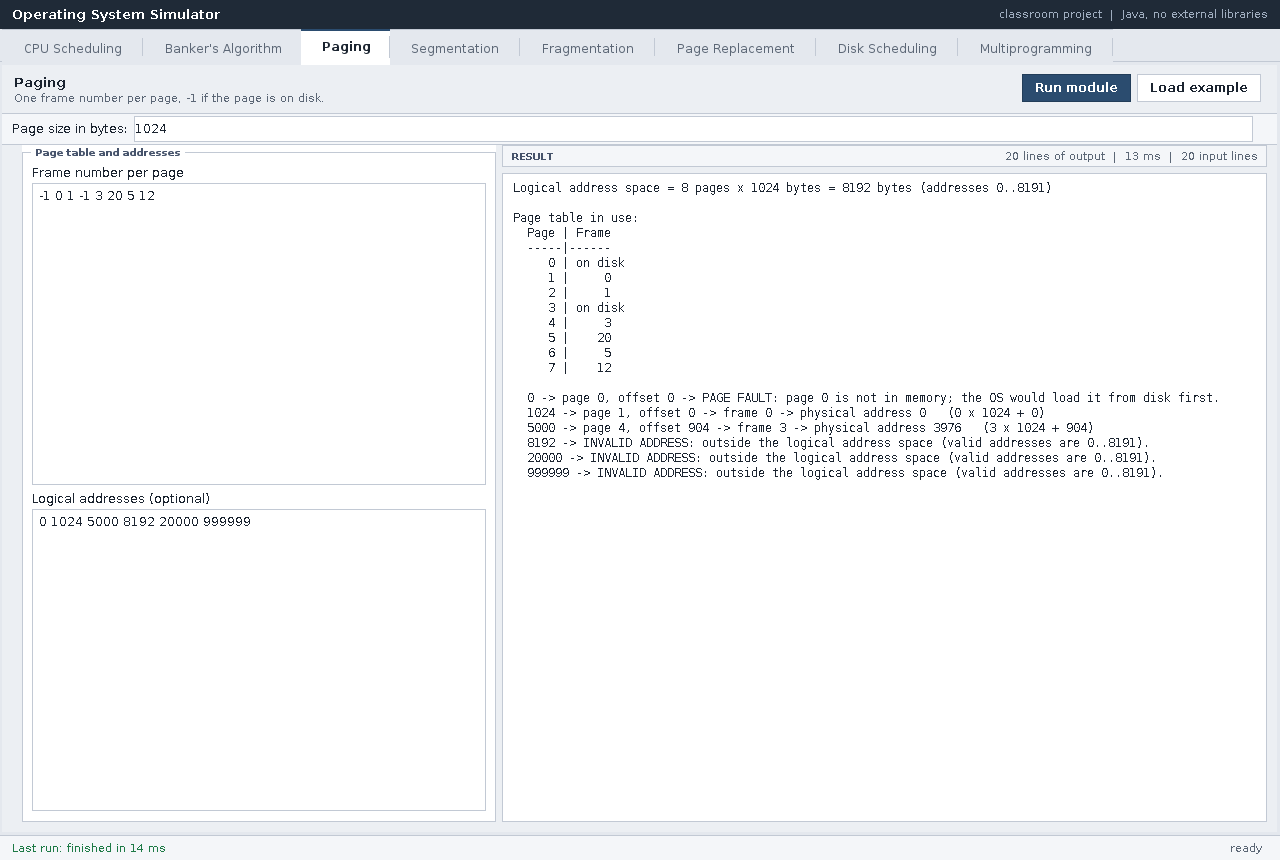 Operating System Simulator
classroom project | Java, no external libraries
CPU Scheduling Banker's Algorithm Paging Segmentation Fragmentation Page Replacement Disk Scheduling Multiprogramming
Paging
One frame number per page, -1 if the page is on disk.
Run module Load example
Page size in bytes: 1024
Page table and addresses
Frame number per page
-1 0 1 -1 3 20 5 12
Logical addresses (optional)
0 1024 5000 8192 20000 999999
RESULT 20 lines of output | 13 ms | 20 input lines
Logical address space = 8 pages x 1024 bytes = 8192 bytes (addresses 0..8191)
Page table in use:
Page | Frame
-----|------
0 | on disk
1 | 0
2 | 1
3 | on disk
4 | 3
5 | 20
6 | 5
7 | 12
0 -> page 0, offset 0 -> PAGE FAULT: page 0 is not in memory; the OS would load it from disk first.
1024 -> page 1, offset 0 -> frame 0 -> physical address 0 (0 x 1024 + 0)
5000 -> page 4, offset 904 -> frame 3 -> physical address 3976 (3 x 1024 + 904)
8192 -> INVALID ADDRESS: outside the logical address space (valid addresses are 0..8191).
20000 -> INVALID ADDRESS: outside the logical address space (valid addresses are 0..8191).
999999 -> INVALID ADDRESS: outside the logical address space (valid addresses are 0..8191).
Last run: finished in 14 ms
ready